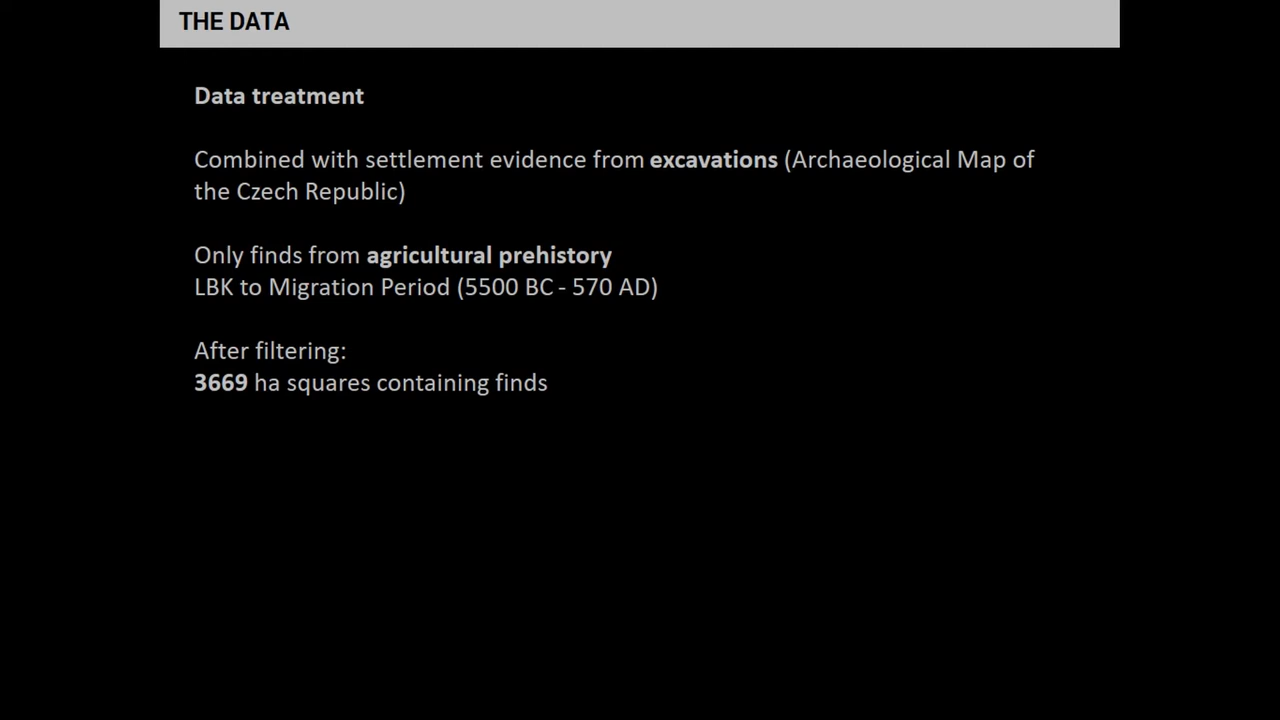 THE DATA
Data treatment
Combined with settlement evidence from excavations (Archaeological Map of
the Czech Republic)
Only finds from agricultural prehistory
LBK to Migration Period (5500 BC - 570 AD)
After filtering:
3669 ha squares containing finds